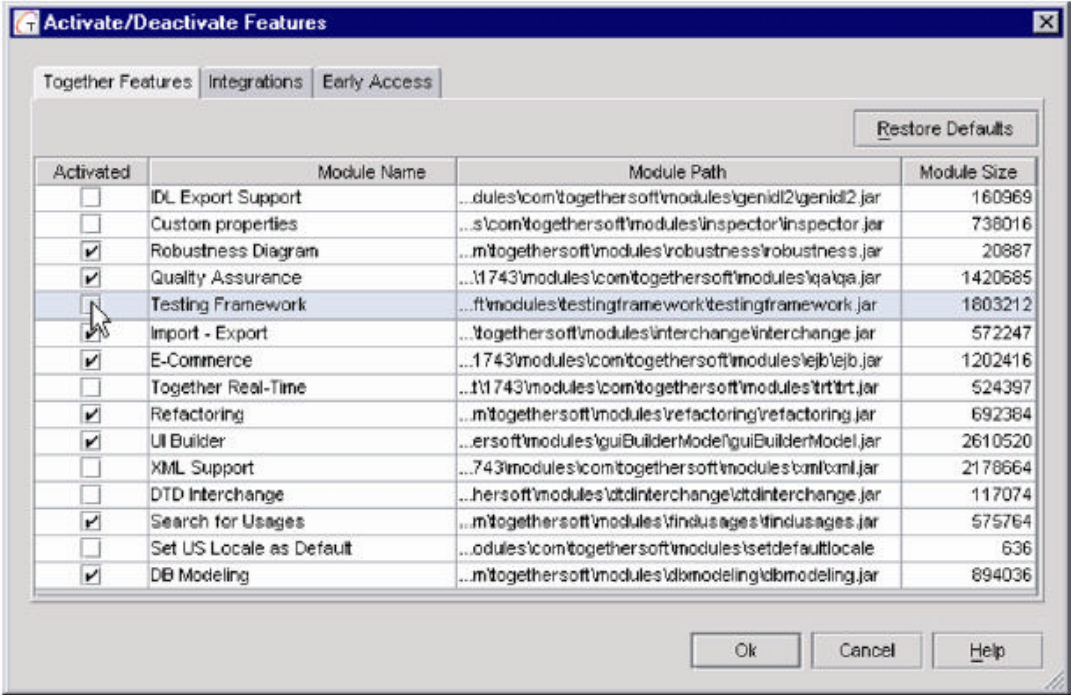 Activate/Deactivate Features
Together Features Integrations Early Access
Restore Defaults
Activated Module Name Module Path Module Size
IDL Export Support ...dules\com\togethersoft\modules\genidl2\genidl2.jar 160969
Custom properties ...s\com\togethersoft\modules\inspector\inspector.jar 738016
Robustness Diagram ...m\togethersoft\modules\robustness\robustness.jar 20887
Quality Assurance ...\1743\modules\com\togethersoft\modules\qa\qa.jar 1420685
Testing Framework ...ft\modules\testingframework\testingframework.jar 1803212
Import - Export ...\togethersoft\modules\interchange\interchange.jar 572247
E-Commerce ...1743\modules\com\togethersoft\modules\ejb\ejb.jar 1202416
Together Real-Time ...t\1743\modules\com\togethersoft\modules\trt\trt.jar 524397
Refactoring ...m\togethersoft\modules\refactoring\refactoring.jar 692384
UI Builder ...ersoft\modules\guiBuilderModel\guiBuilderModel.jar 2610520
XML Support ...743\modules\com\togethersoft\modules\xml\xml.jar 2178664
DTD Interchange ...hersoft\modules\dtdinterchange\dtdinterchange.jar 117074
Search for Usages ...m\togethersoft\modules\findusages\findusages.jar 575764
Set US Locale as Default ...odules\com\togethersoft\modules\setdefaultlocale 636
DB Modeling ...m\togethersoft\modules\dbmodeling\dbmodeling.jar 894036
Ok Cancel Help